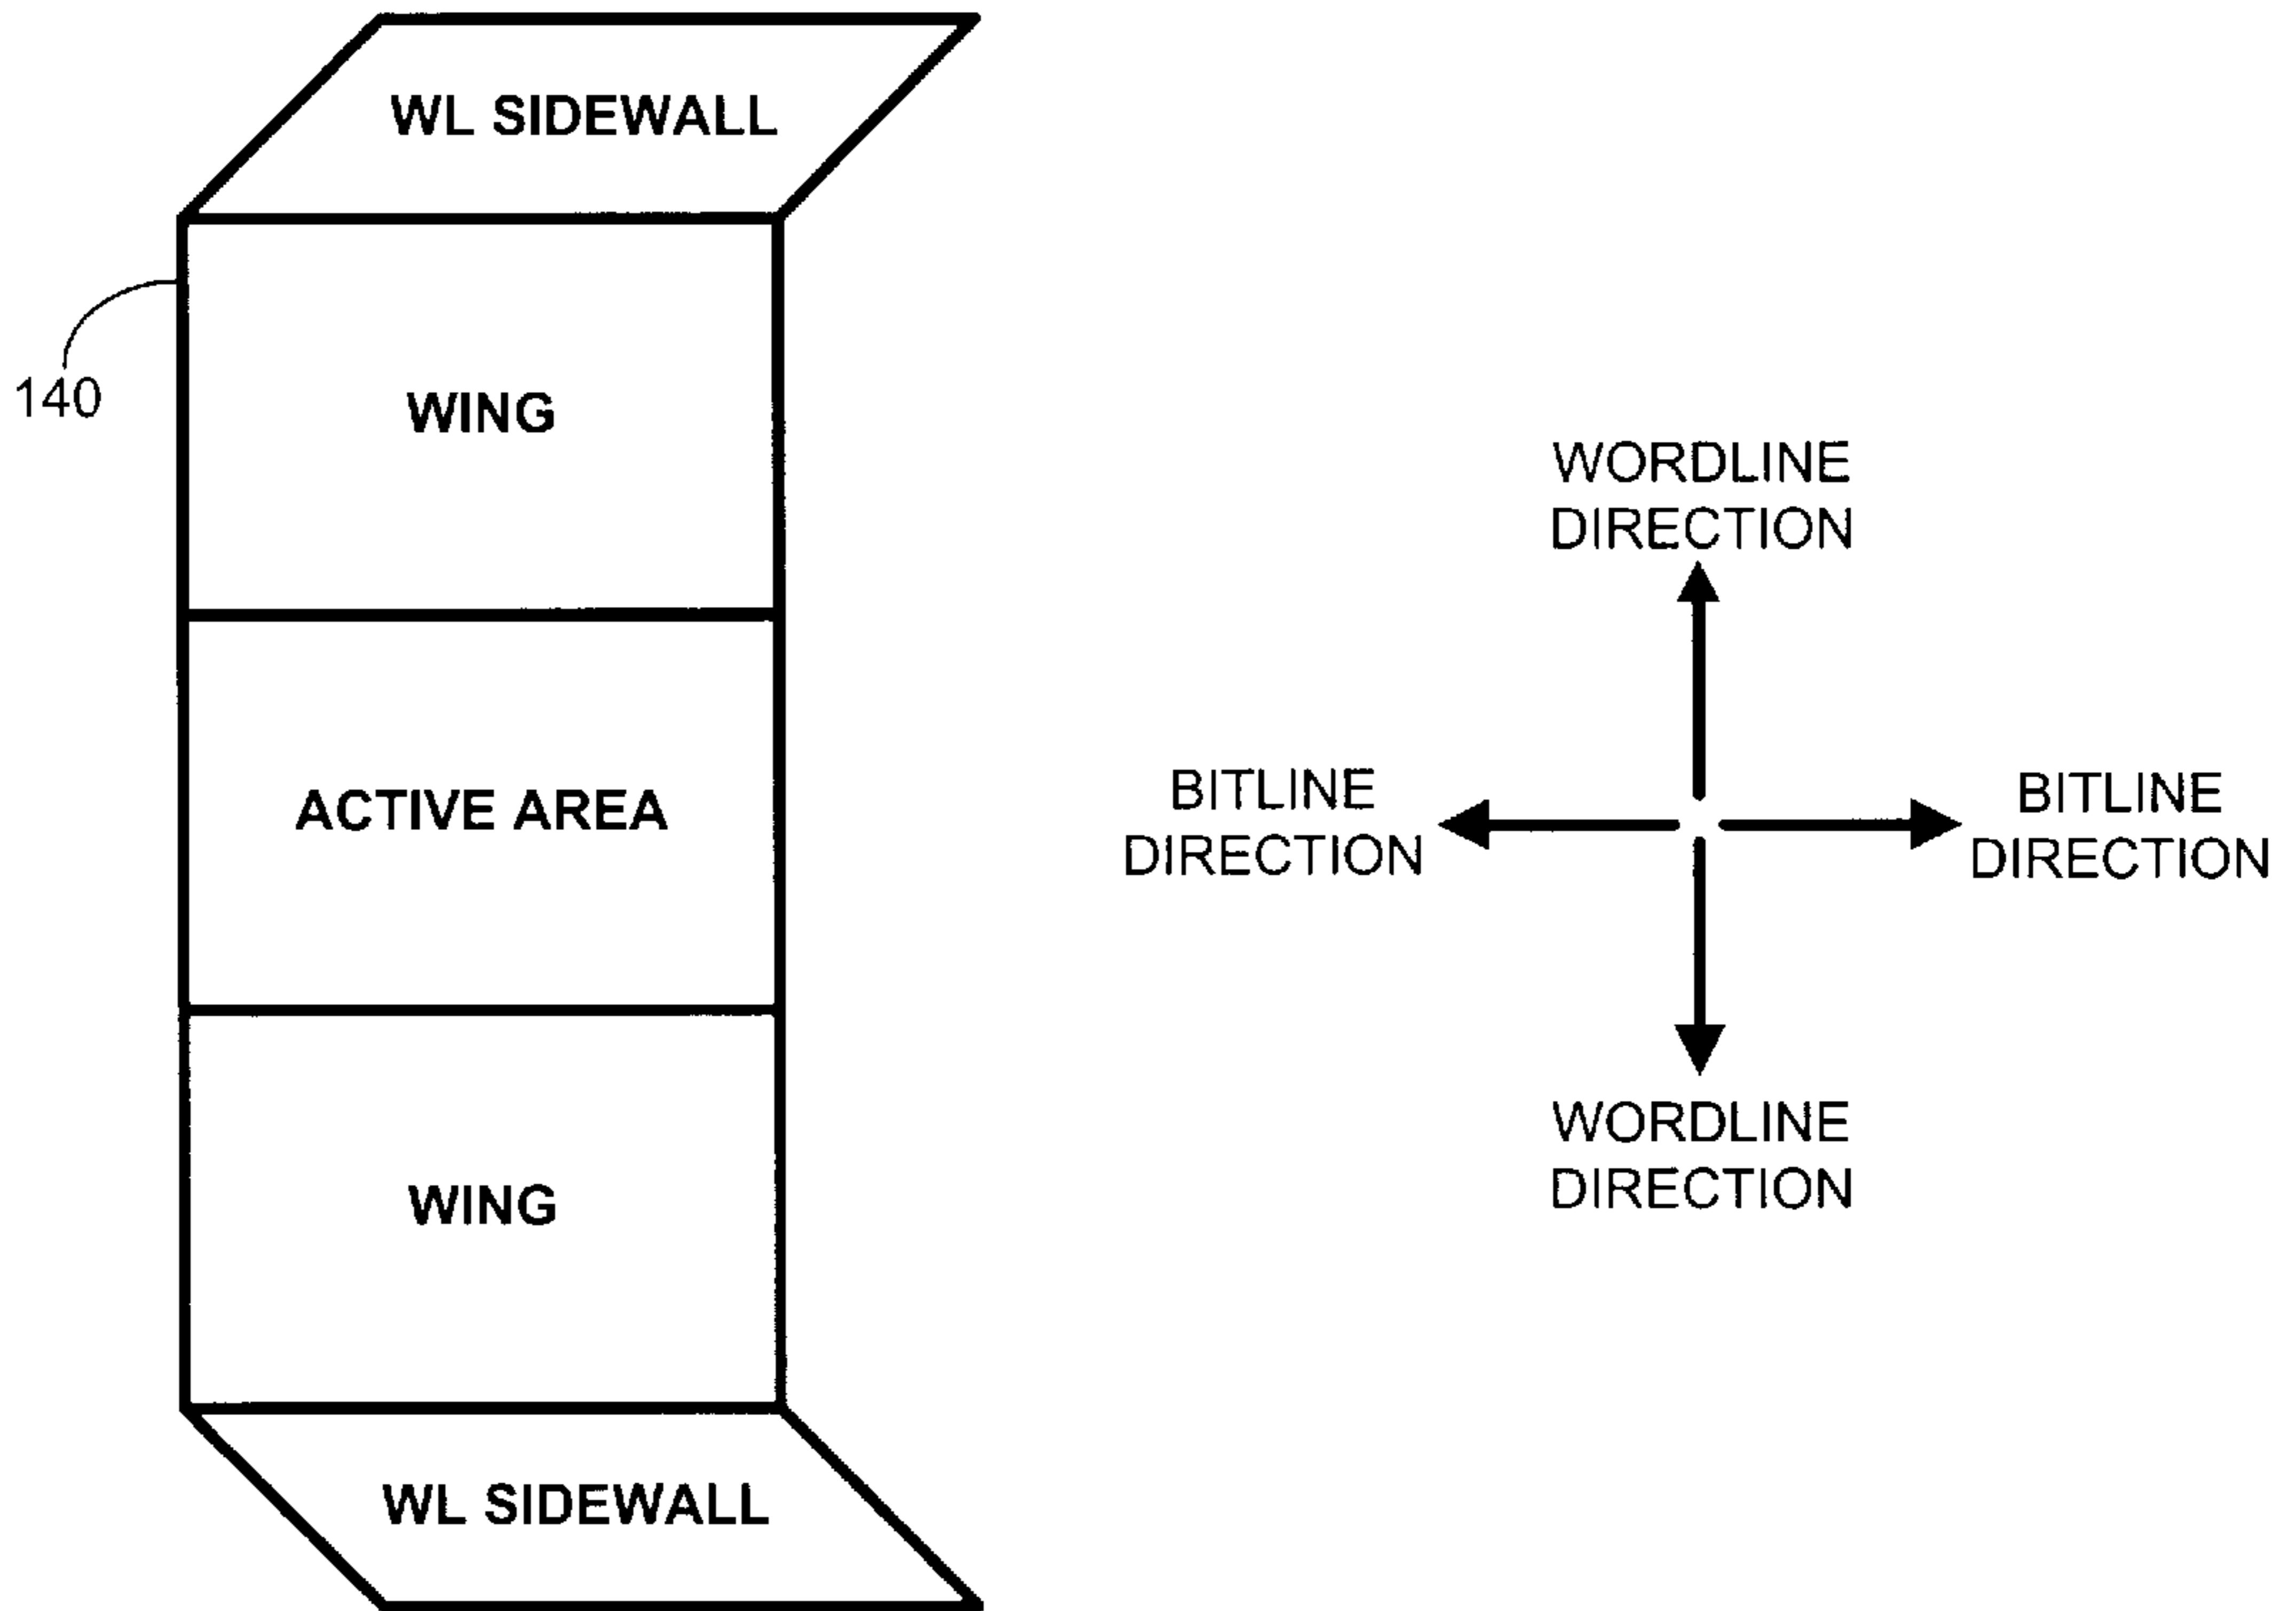 WL SIDEWALL
140
WING
ACTIVE AREA
WING
WL SIDEWALL
WORDLINE
DIRECTION
BITLINE
DIRECTION
BITLINE
DIRECTION
WORDLINE
DIRECTION